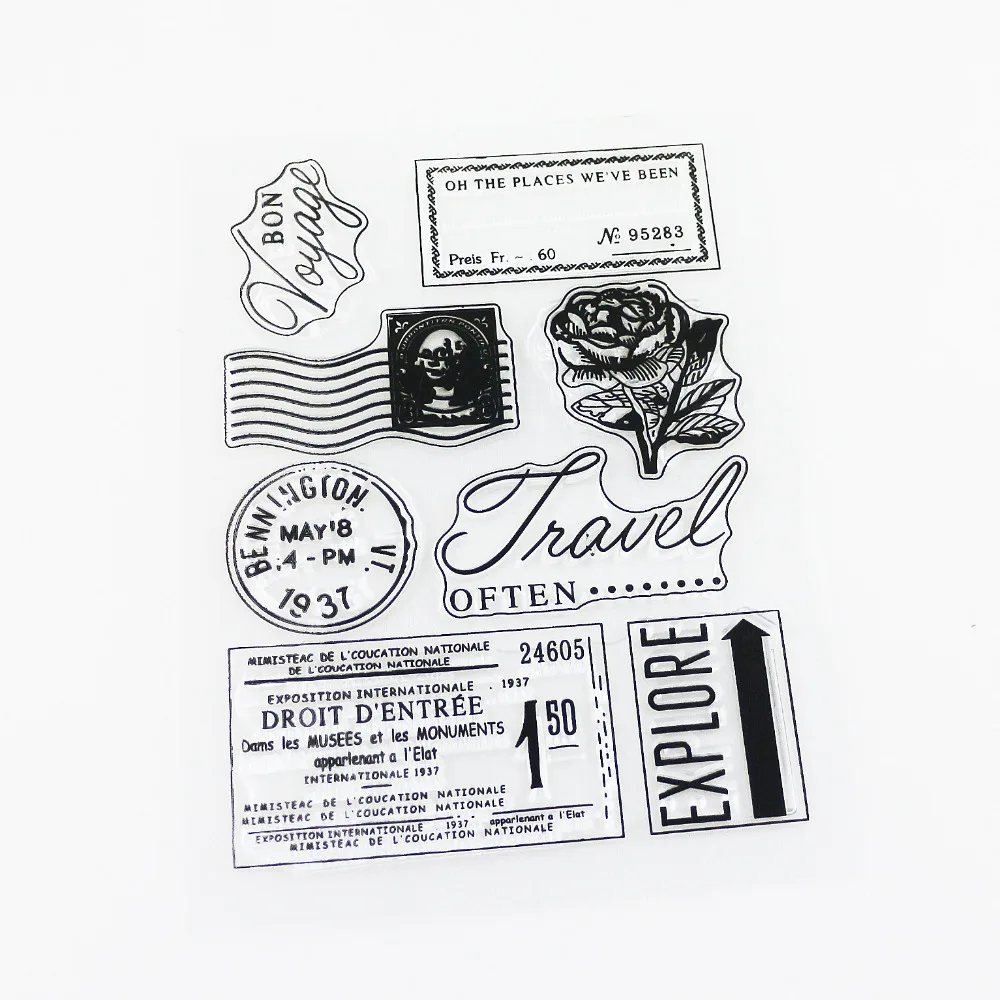 BON
Voyage
OH THE PLACES WE'VE BEEN
№ 95283
Preis Fr. ~ . 60
BENNINGTON. VT.
MAY'8
.4 - PM
1937
Travel
OFTEN ........
MIMISTEAC DE L'COUCATION NATIONALE
DE L'COUCATION NATIONALE
24605
EXPOSITION INTERNATIONALE . 1937
DROIT D'ENTRÉE
Dams les MUSEES et les MONUMENTS
apparlenant a l'Elat
INTERNATIONALE 1937
1 50
MIMISTEAC DE L'COUCATION NATIONALE
MIMISTEAC DE L'COUCATION NATIONALE
EXPOSITION INTERNATIONALE 1937 apparlenant a l'Elat
MIMISTEAC DE L'COUCATION NATIONALE
EXPLORE